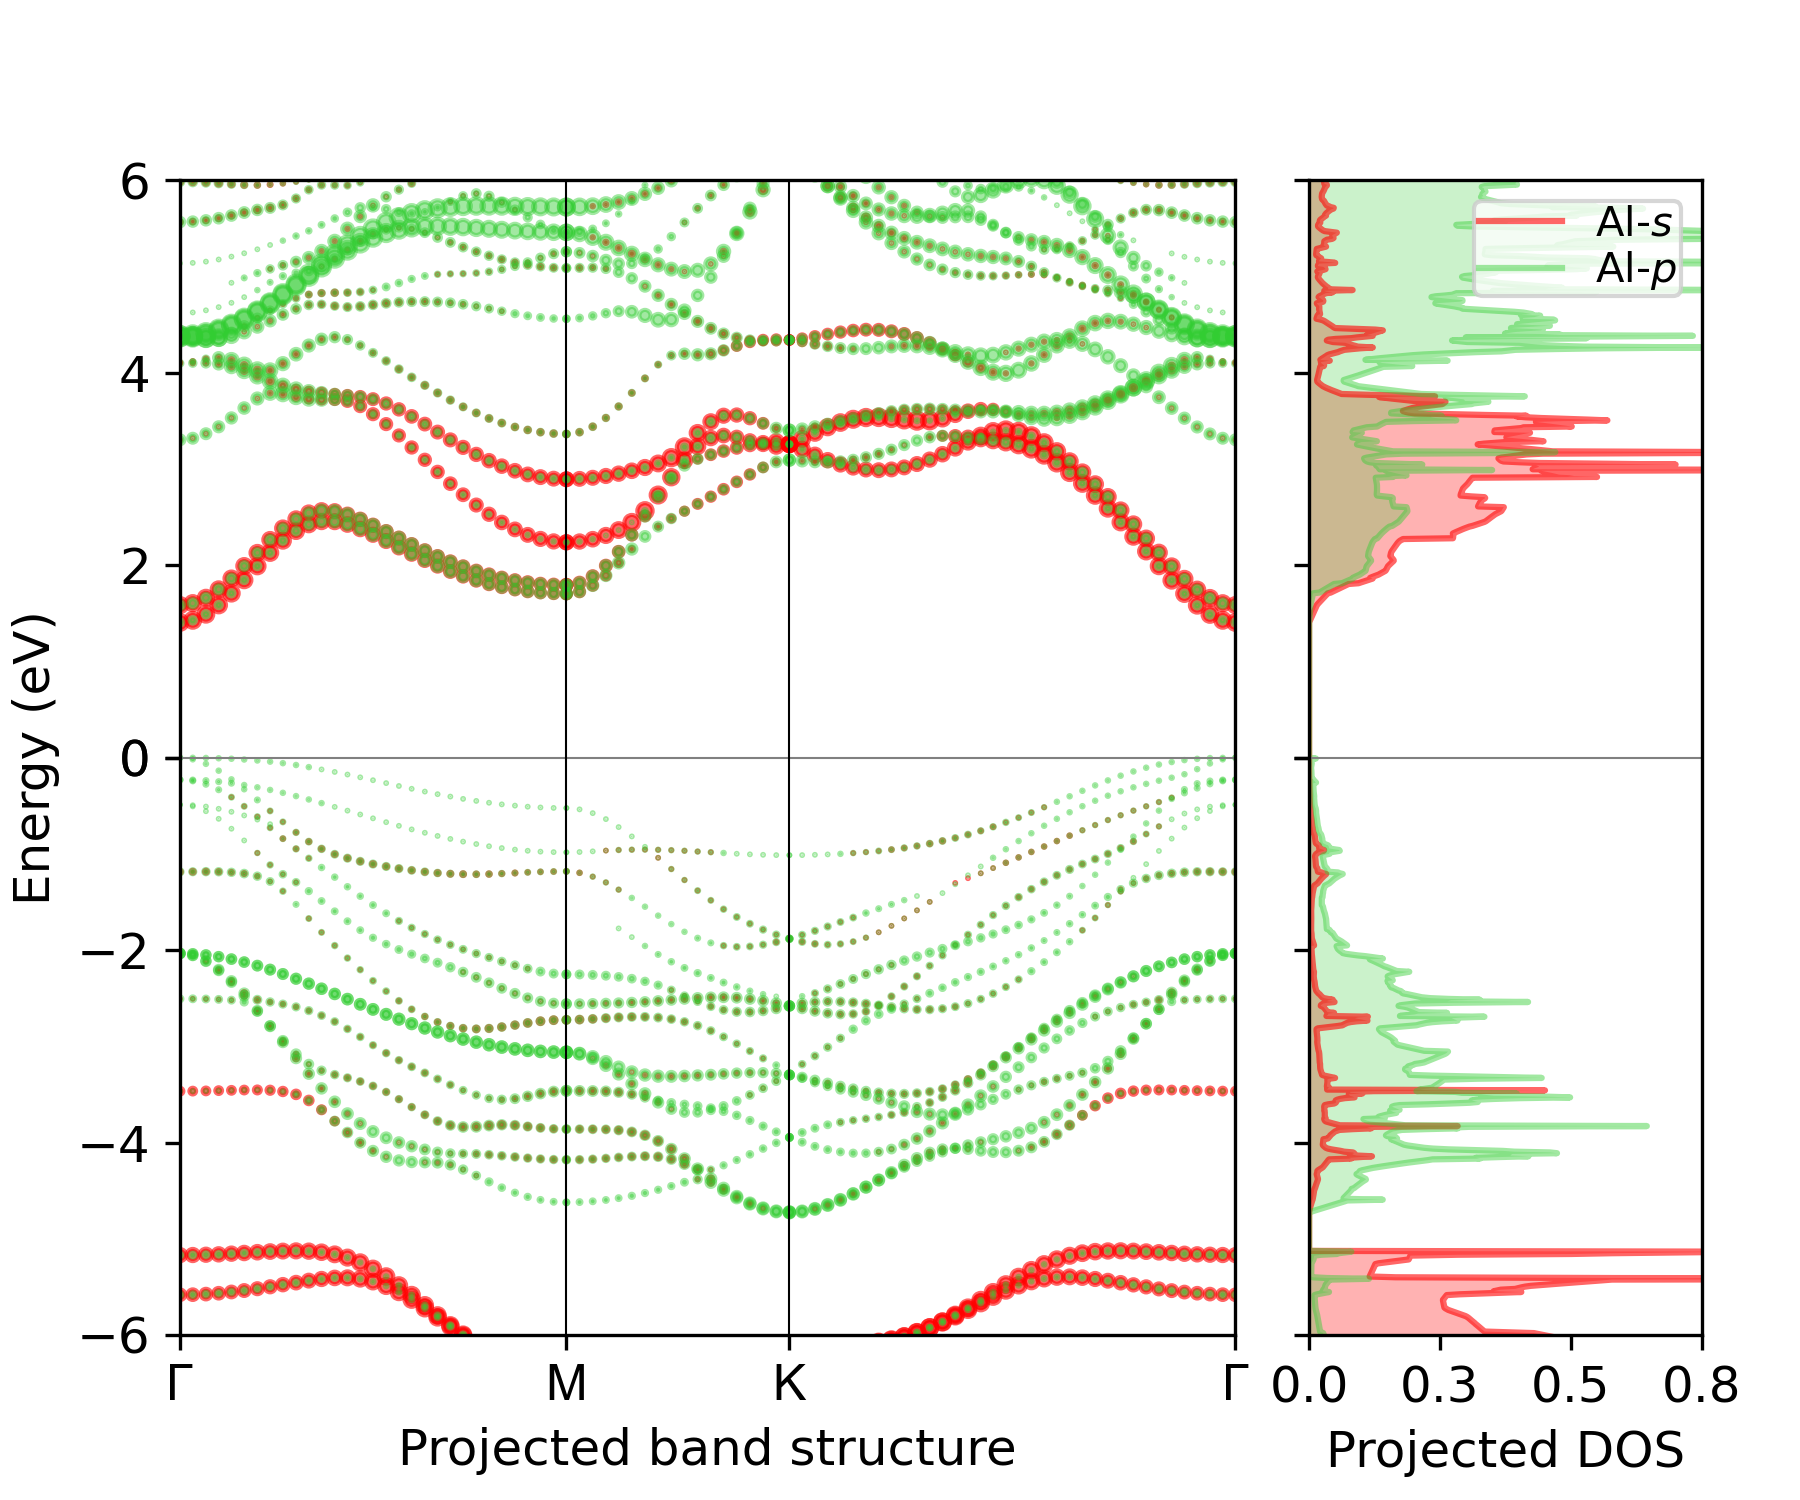 6
4
2
0
−2
−4
−6
Energy (eV)
Γ M K Γ
Projected band structure
Al-s
Al-p
0.0 0.3 0.5 0.8
Projected DOS